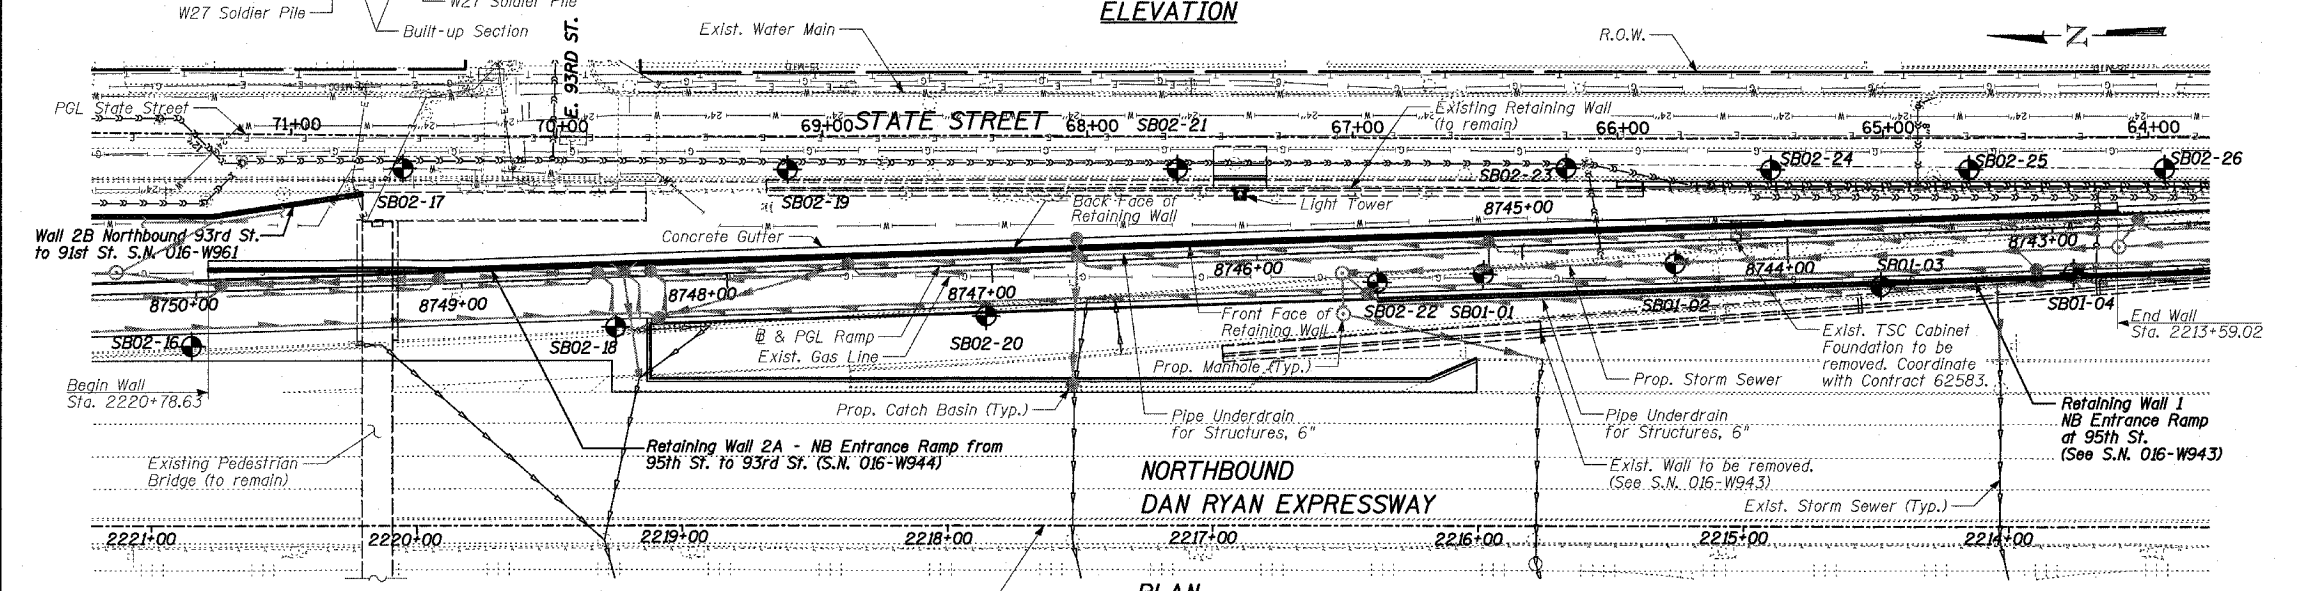 W27 Soldier Pile
W27 Soldier Pile
Built-up Section
ELEVATION
Exist. Water Main
R.O.W.
N
E. 93RD ST.
PGL State Street
STATE STREET
71+00
70+00
69+00
68+00
67+00
66+00
65+00
64+00
Existing Retaining Wall
(to remain)
SB02-21
SB02-17
SB02-19
SB02-23
SB02-24
SB02-25
SB02-26
Light Tower
Back Face of
Retaining Wall
Concrete Gutter
Wall 2B Northbound 93rd St.
to 91st St. S.N. 016-W961
8750+00
8749+00
8748+00
8747+00
8746+00
8745+00
8744+00
8743+00
SB02-16
SB02-18
SB02-20
SB02-22
SB01-01
SB01-02
SB01-03
SB01-04
& PGL Ramp
Exist. Gas Line
Front Face of
Retaining Wall
Prop. Manhole (Typ.)
Exist. TSC Cabinet
Foundation to be
removed. Coordinate
with Contract 62583.
End Wall
Sta. 2213+59.02
Begin Wall
Sta. 2220+78.63
Prop. Storm Sewer
Prop. Catch Basin (Typ.)
Pipe Underdrain
for Structures, 6"
Pipe Underdrain
for Structures, 6"
Retaining Wall 1
NB Entrance Ramp
at 95th St.
(See S.N. 016-W943)
Retaining Wall 2A - NB Entrance Ramp from
95th St. to 93rd St. (S.N. 016-W944)
Existing Pedestrian
Bridge (to remain)
NORTHBOUND
DAN RYAN EXPRESSWAY
Exist. Wall to be removed.
(See S.N. 016-W943)
Exist. Storm Sewer (Typ.)
2221+00
2220+00
2219+00
2218+00
2217+00
2216+00
2215+00
2214+00
PLAN